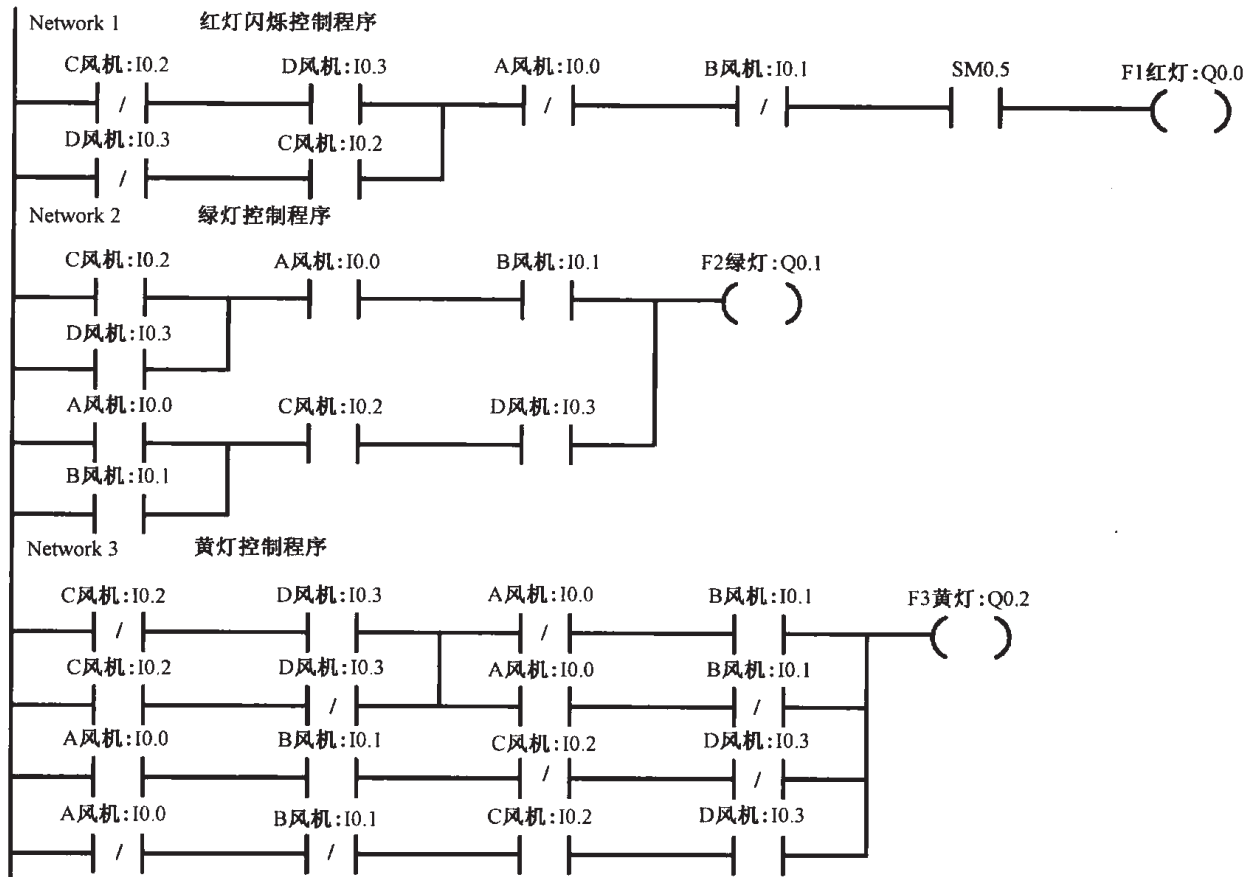 Network 1 红灯闪烁控制程序
C风机:I0.2 D风机:I0.3 A风机:I0.0 B风机:I0.1 SM0.5 F1红灯:Q0.0
D风机:I0.3 C风机:I0.2
Network 2 绿灯控制程序
C风机:I0.2 A风机:I0.0 B风机:I0.1 F2绿灯:Q0.1
D风机:I0.3
A风机:I0.0 C风机:I0.2 D风机:I0.3
B风机:I0.1
Network 3 黄灯控制程序
C风机:I0.2 D风机:I0.3 A风机:I0.0 B风机:I0.1 F3黄灯:Q0.2
C风机:I0.2 D风机:I0.3 A风机:I0.0 B风机:I0.1
A风机:I0.0 B风机:I0.1 C风机:I0.2 D风机:I0.3
A风机:I0.0 B风机:I0.1 C风机:I0.2 D风机:I0.3